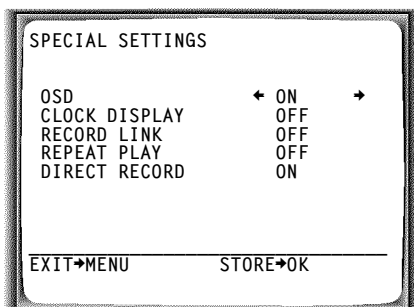 SPECIAL SETTINGS
OSD ← ON →
CLOCK DISPLAY OFF
RECORD LINK OFF
REPEAT PLAY OFF
DIRECT RECORD ON
EXIT→MENU STORE→OK